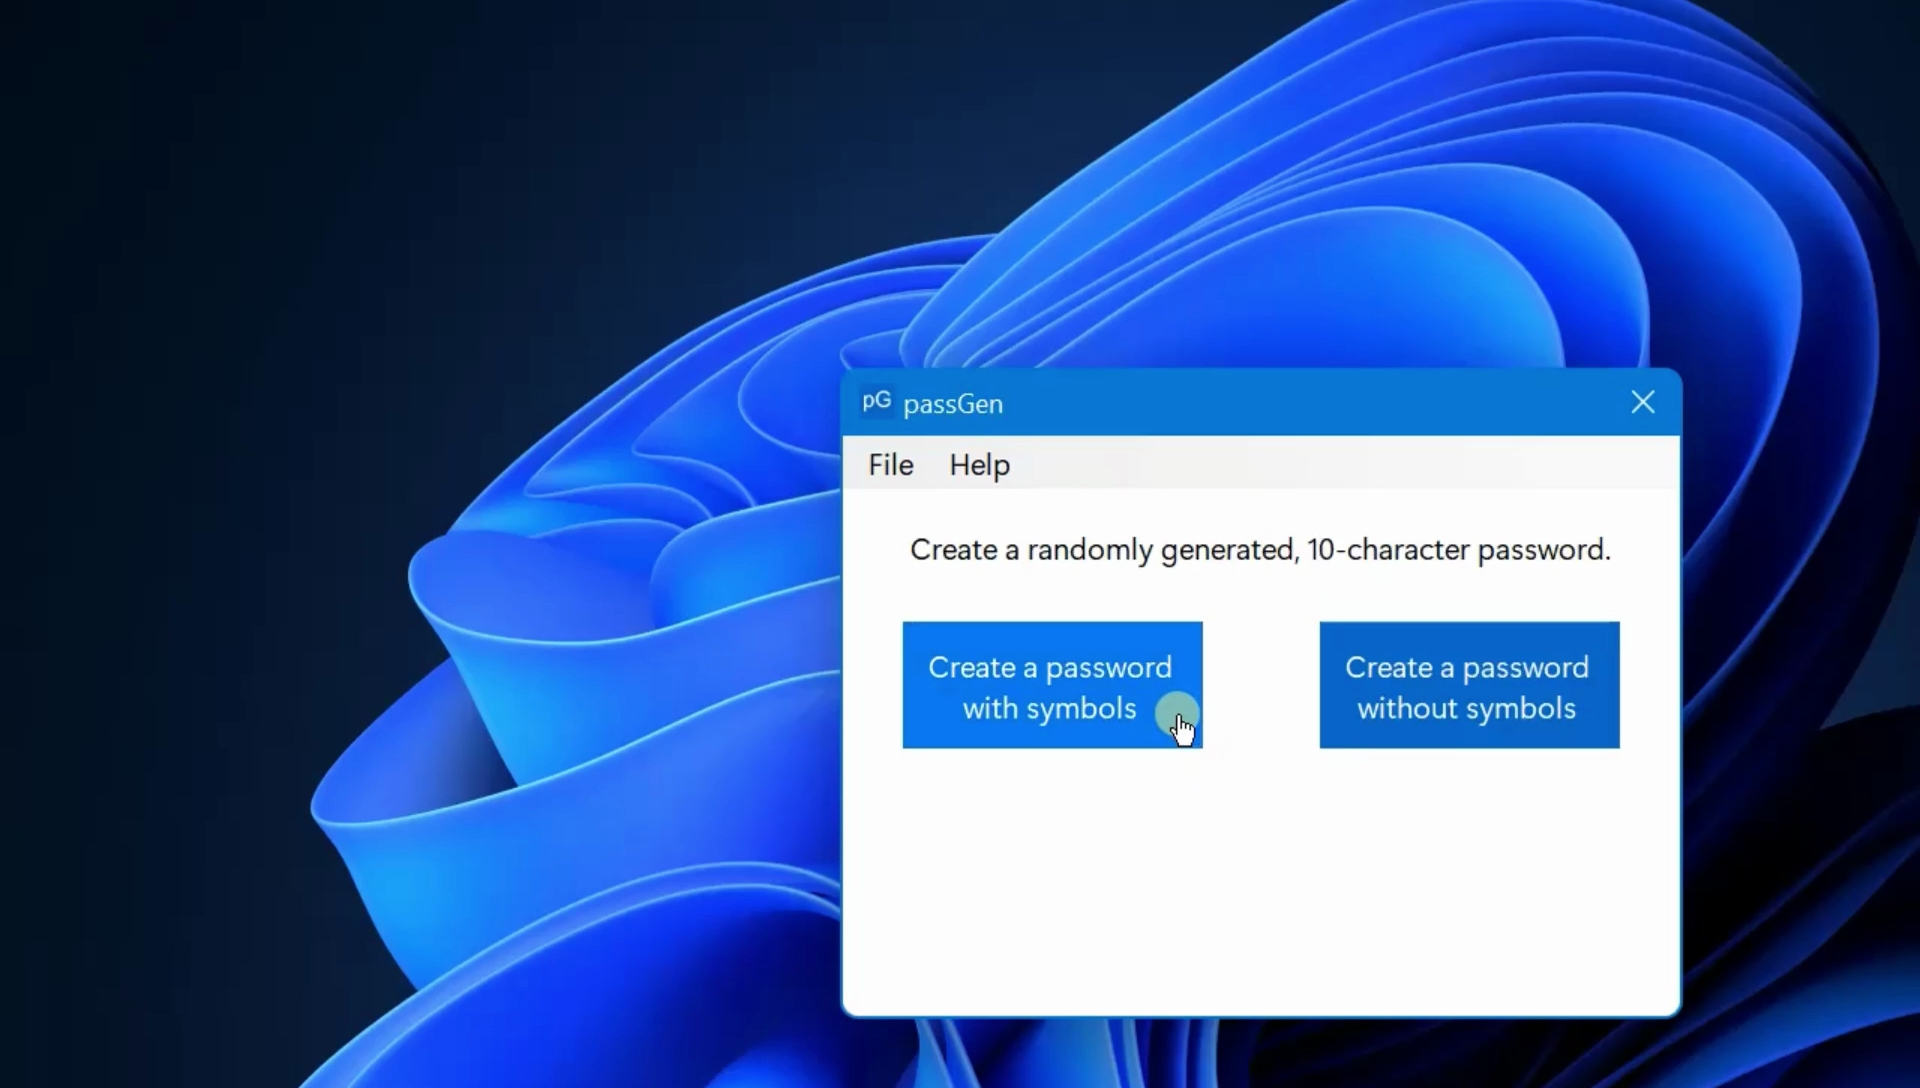 pG passGen
File Help
Create a randomly generated, 10-character password.
Create a password
with symbols
Create a password
without symbols